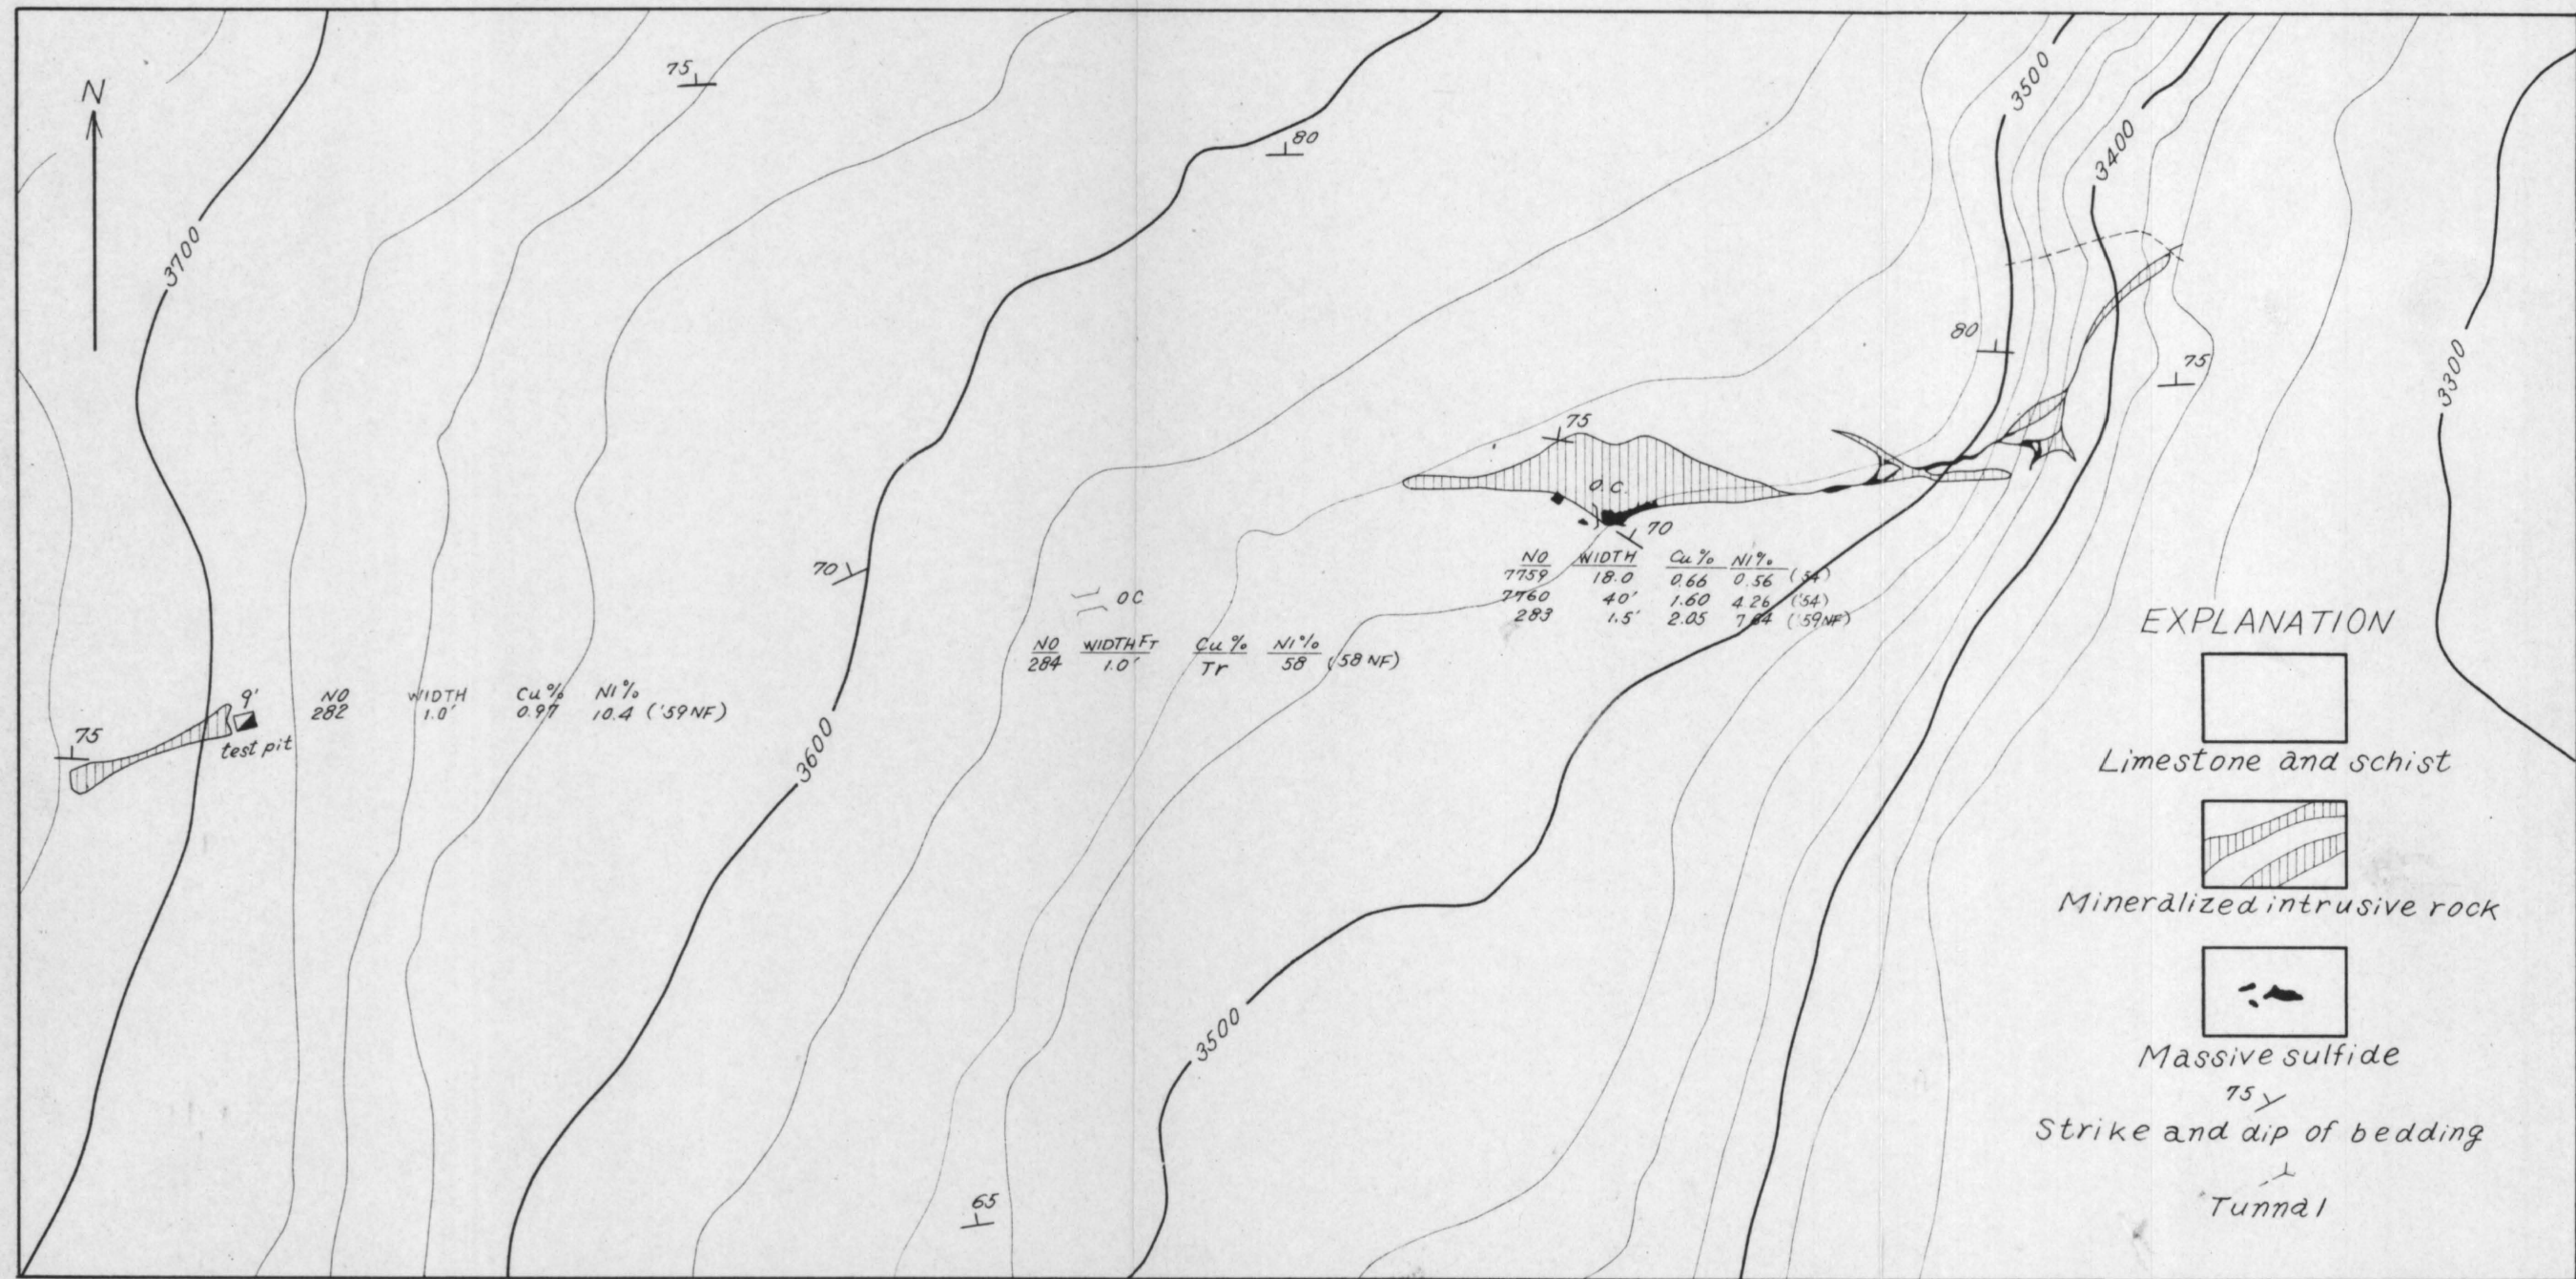 N
75
80
3500
3400
3700
80
75
3300
75
O.C.
70
70
NO WIDTH Cu% NI%
7759 18.0 0.66 0.56 ('54)
7760 40' 1.60 4.26 ('54)
283 1.5' 2.05 7.64 ('59NF)
OC
NO WIDTH FT Cu% NI%
284 1.0' Tr 58 ('58 NF)
9'
NO WIDTH Cu% NI%
282 1.0' 0.97 10.4 ('59NF)
test pit
75
3600
3500
65
EXPLANATION
Limestone and schist
Mineralized intrusive rock
Massive sulfide
75
Strike and dip of bedding
Tunnal